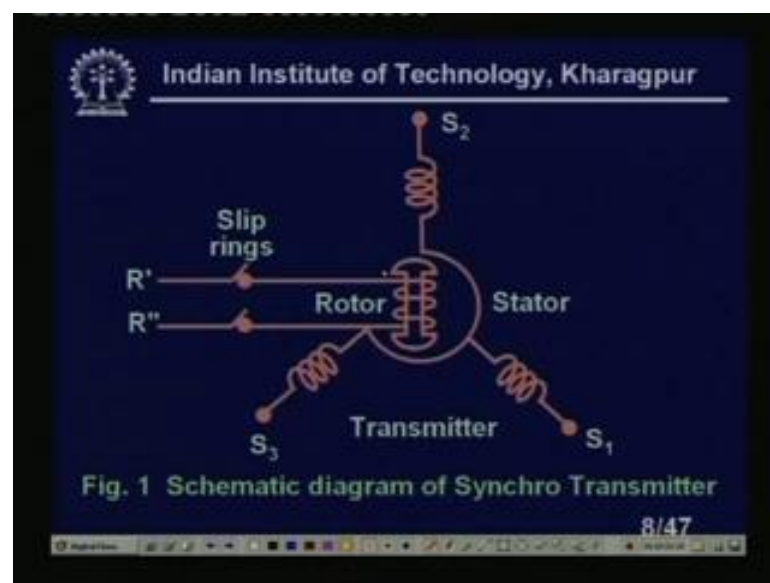 Indian Institute of Technology, Kharagpur
S₂
Slip
rings
R'
Rotor
Stator
R"
Transmitter
S₃
S₁
Fig. 1 Schematic diagram of Synchro Transmitter
8/47